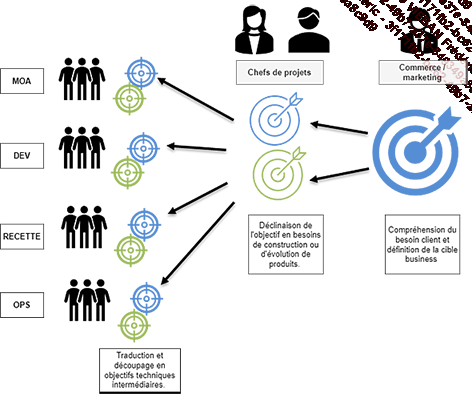 MOA
Chefs de projets
Commerce /
marketing
DEV
RECETTE
Déclinaison de
l'objectif en besoins
de construction ou
d'évolution de
produits.
Compréhension du
besoin client et
définition de la cible
business
OPS
Traduction et
découpage en
objectifs techniques
intermédiaires.